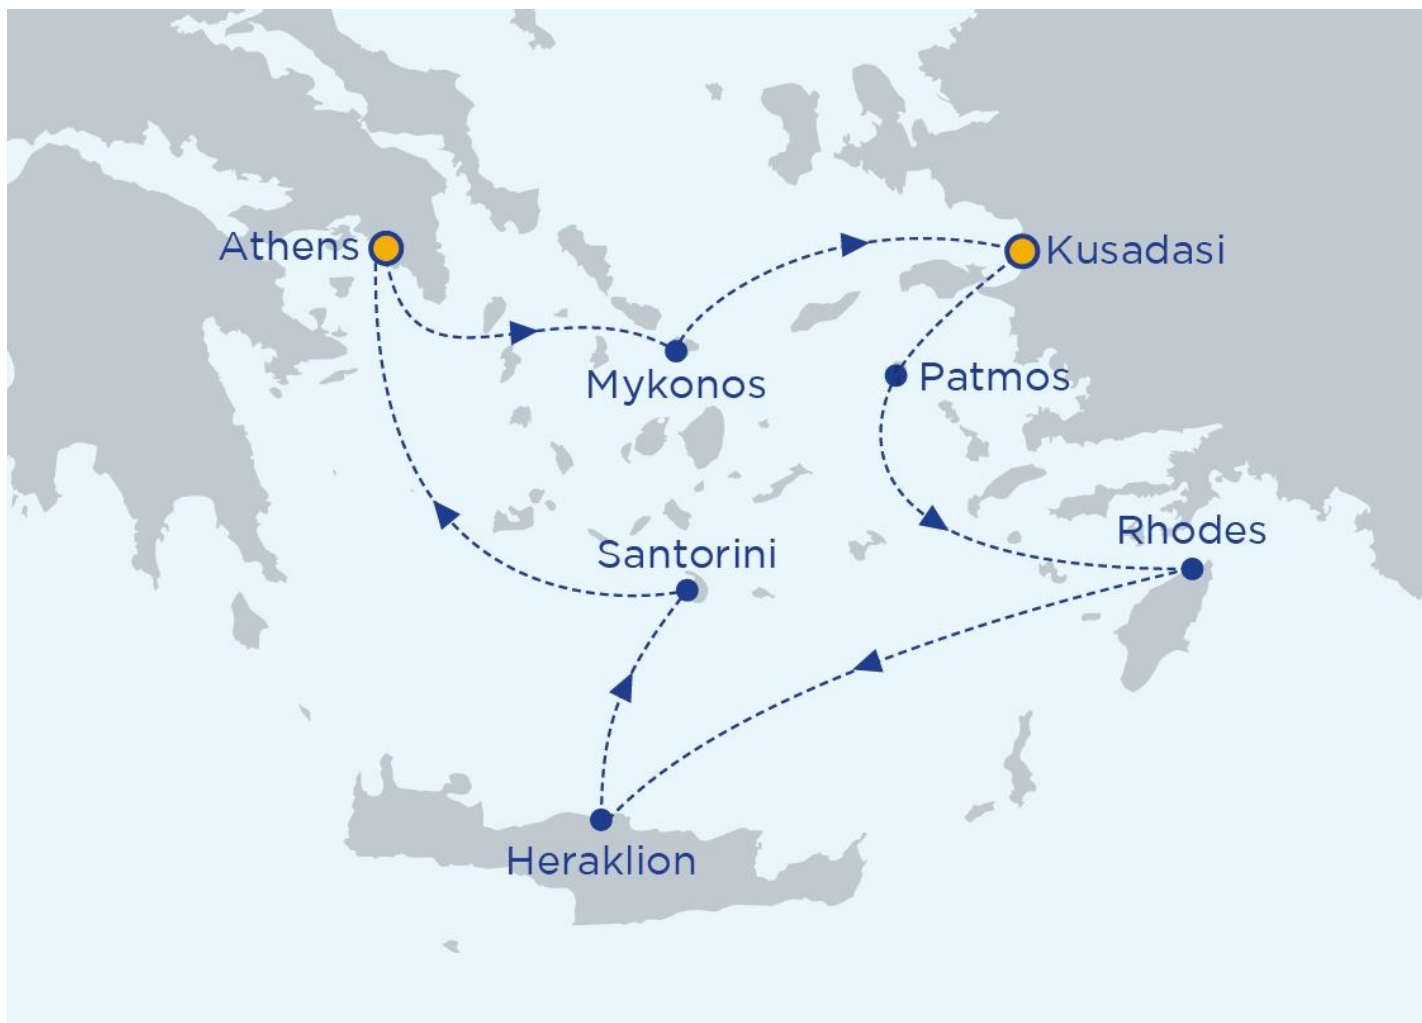 Athens
Kusadasi
Mykonos
Patmos
Rhodes
Santorini
Heraklion